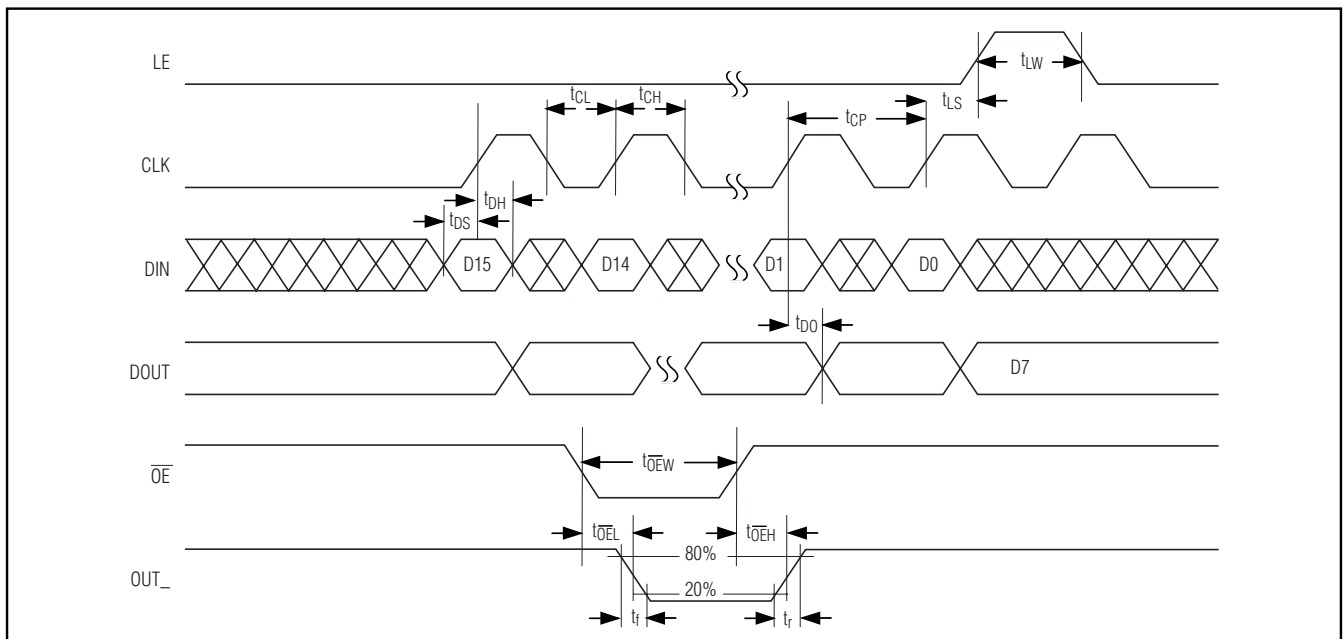 LE
tLW
tCL
tCH
tLS
tCP
CLK
tDH
tDS
DIN
D15
D14
D1
D0
tDO
DOUT
D7
OE
tOEW
tOEL
tOEH
80%
OUT_
20%
tf
tr